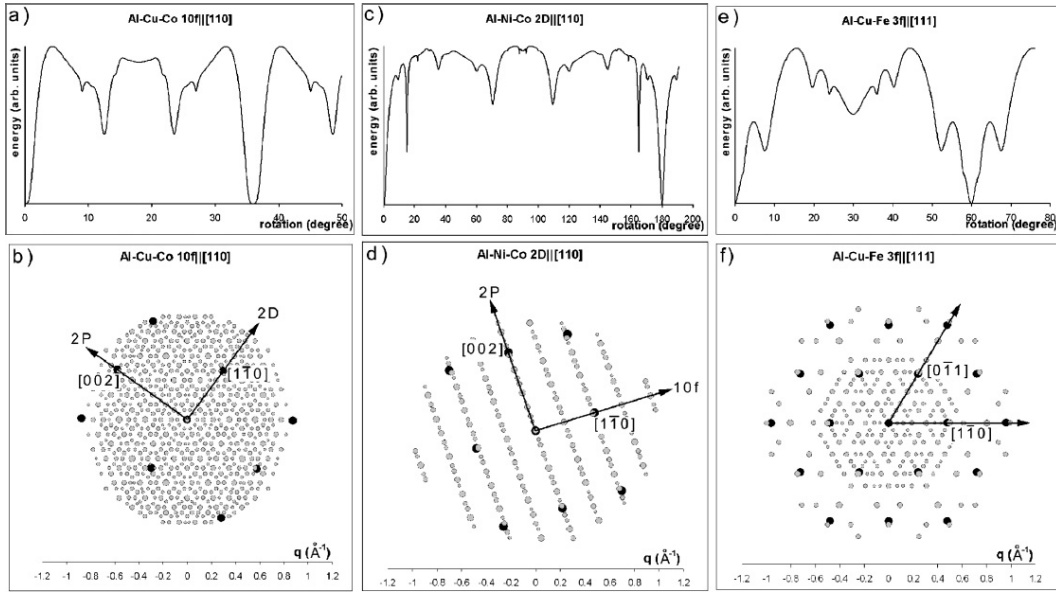 a)
Al-Cu-Co 10f||[110]
energy (arb. units)
0 10 20 30 40 50
rotation (degree)
c)
Al-Ni-Co 2D||[110]
energy (arb. units)
0 20 40 60 80 100 120 140 160 180 200
rotation (degree)
e)
Al-Cu-Fe 3f||[111]
energy (arb. units)
0 10 20 30 40 50 60 70 80
rotation (degree)
b)
Al-Cu-Co 10f||[110]
2P
2D
[002]
[11̄0]
q (Å⁻¹)
-1.2 -1 -0.8 -0.6 -0.4 -0.2 0 0.2 0.4 0.6 0.8 1 1.2
d)
Al-Ni-Co 2D||[110]
2P
[002]
10f
[11̄0]
q (Å⁻¹)
-1.2 -1 -0.8 -0.6 -0.4 -0.2 0 0.2 0.4 0.6 0.8 1 1.2
f)
Al-Cu-Fe 3f||[111]
[01̄1]
[11̄0]
q (Å⁻¹)
-1.2 -1 -0.8 -0.6 -0.4 -0.2 0 0.2 0.4 0.6 0.8 1 1.2